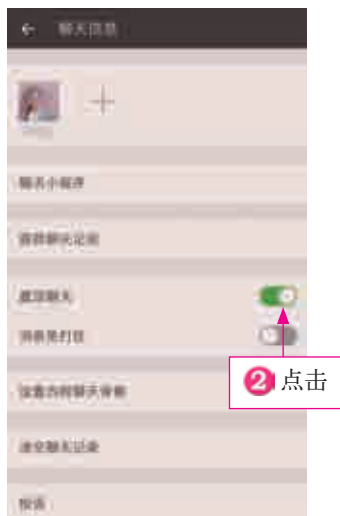 聊天信息
聊天小程序
查找聊天记录
置顶聊天
消息免打扰
❷ 点击
设置当前聊天背景
清空聊天记录
投诉